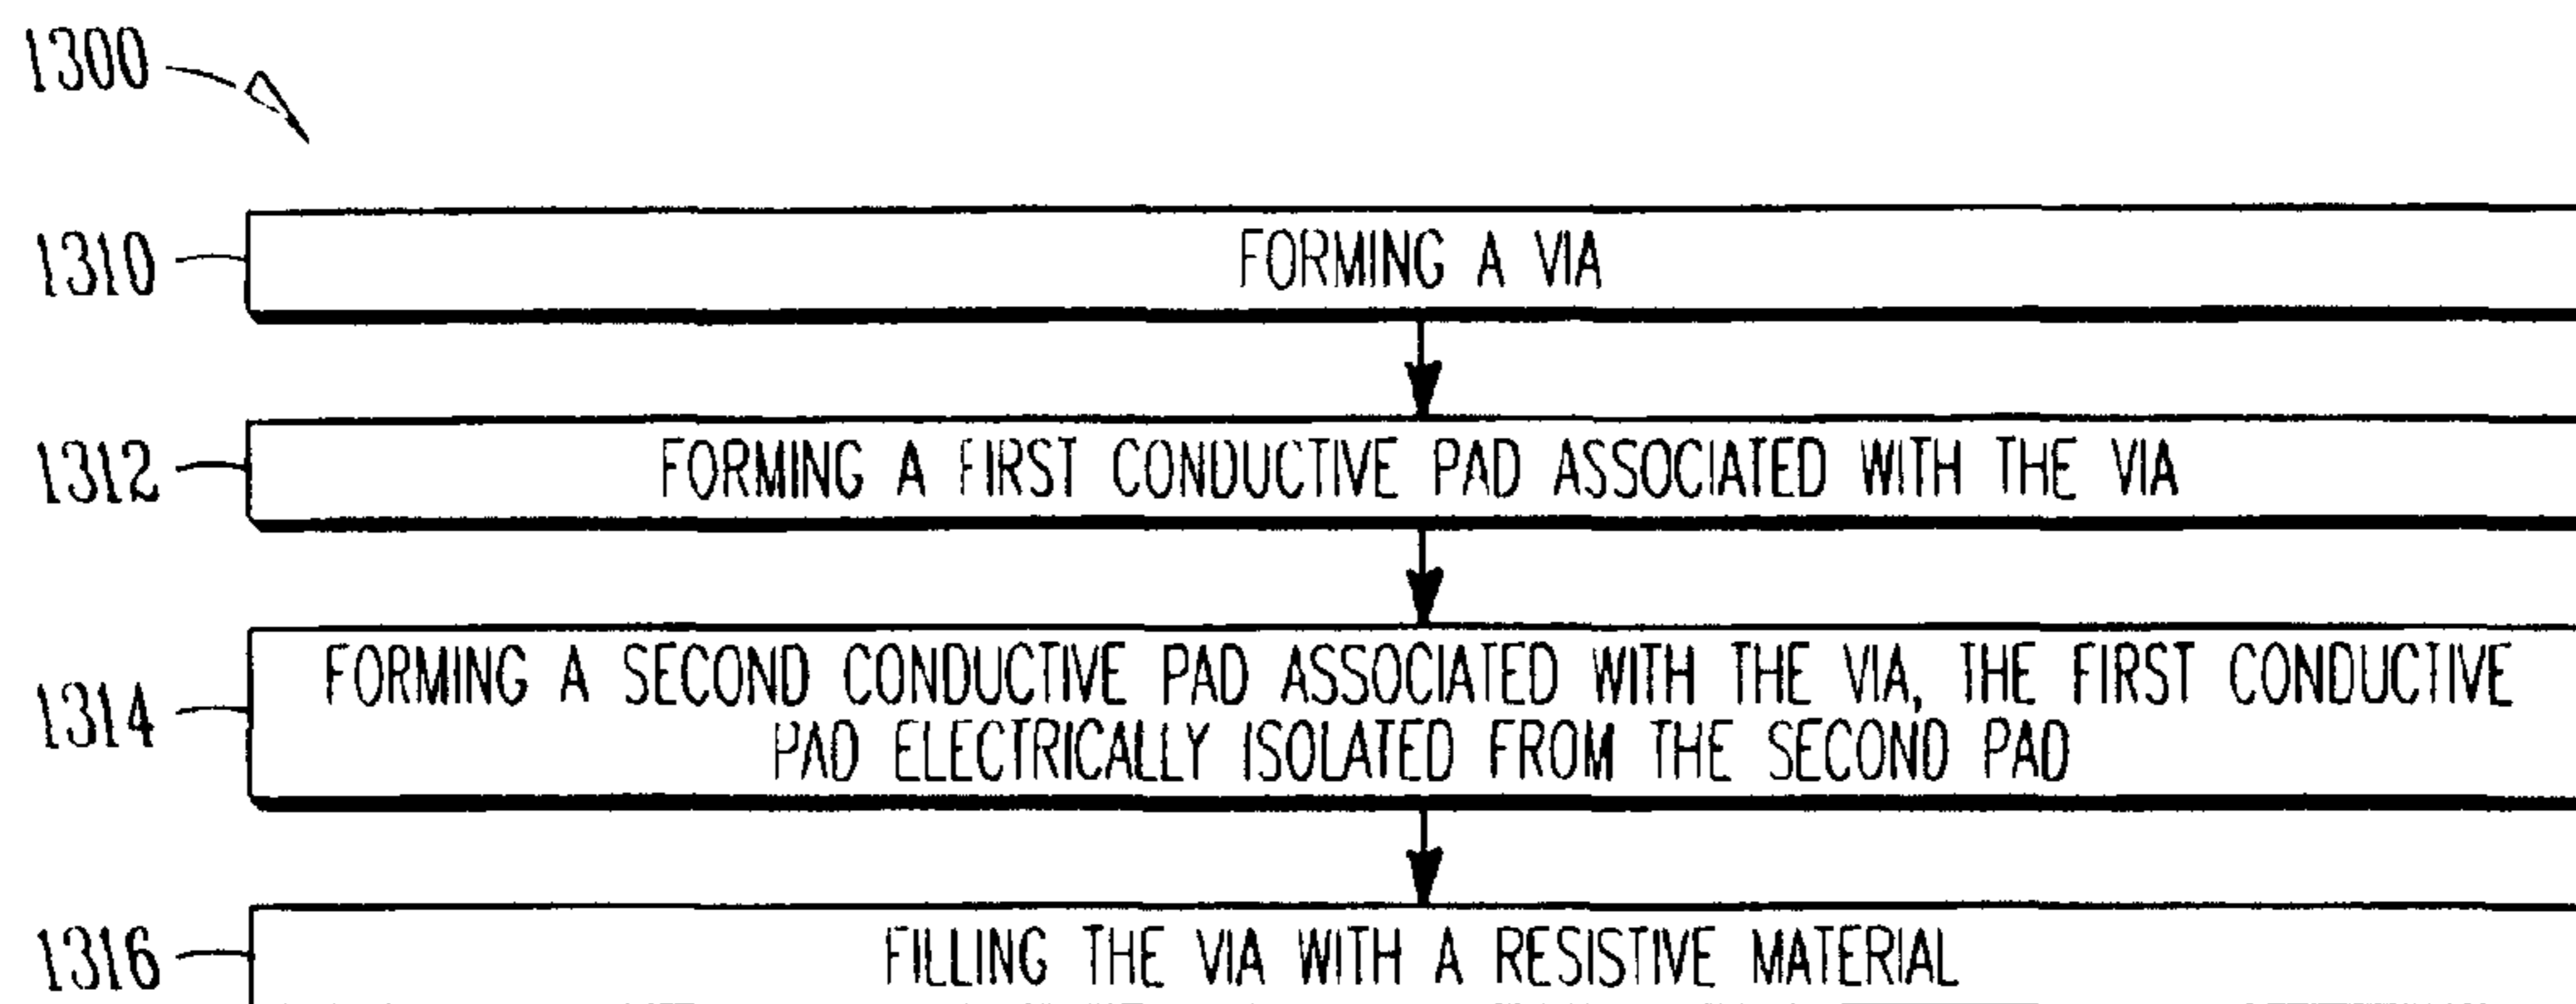 1300
1310
FORMING A VIA
1312
FORMING A FIRST CONDUCTIVE PAD ASSOCIATED WITH THE VIA
1314
FORMING A SECOND CONDUCTIVE PAD ASSOCIATED WITH THE VIA, THE FIRST CONDUCTIVE
PAD ELECTRICALLY ISOLATED FROM THE SECOND PAD
1316
FILLING THE VIA WITH A RESISTIVE MATERIAL